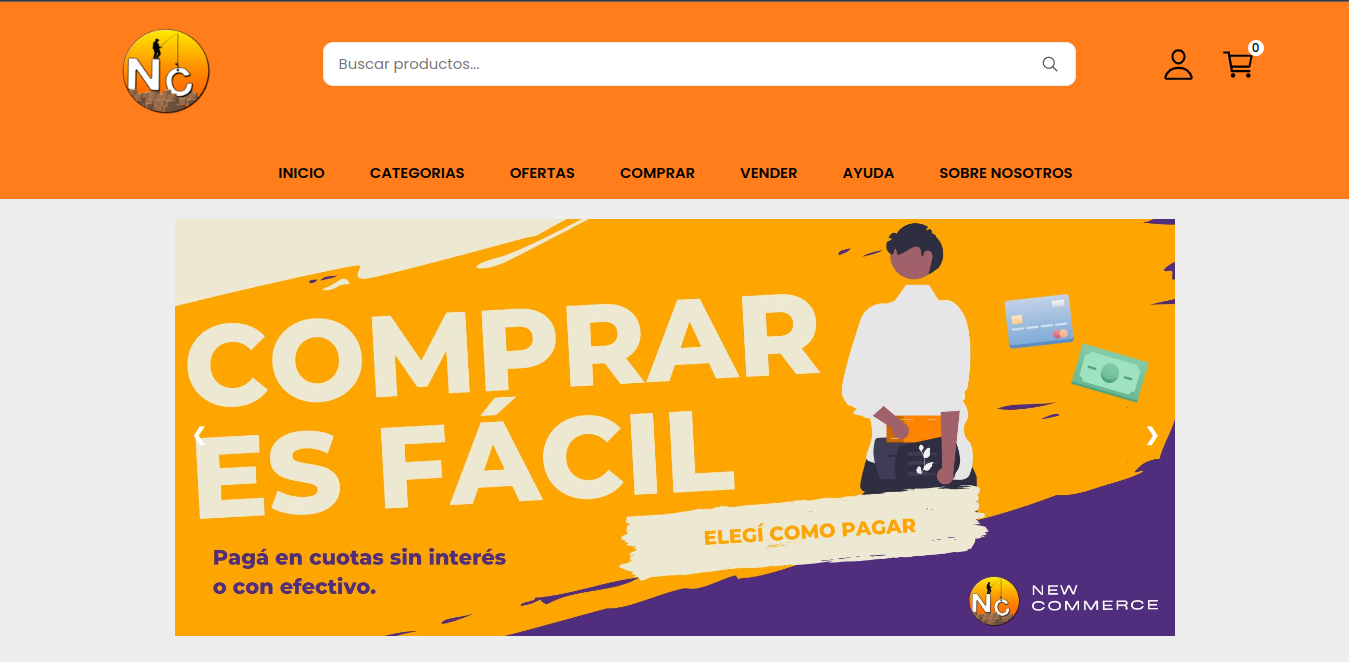 NC
Buscar productos...
0
INICIO CATEGORIAS OFERTAS COMPRAR VENDER AYUDA SOBRE NOSOTROS
COMPRAR
ES FÁCIL
ELEGÍ COMO PAGAR
Pagá en cuotas sin interés
o con efectivo.
NC
NEW
COMMERCE